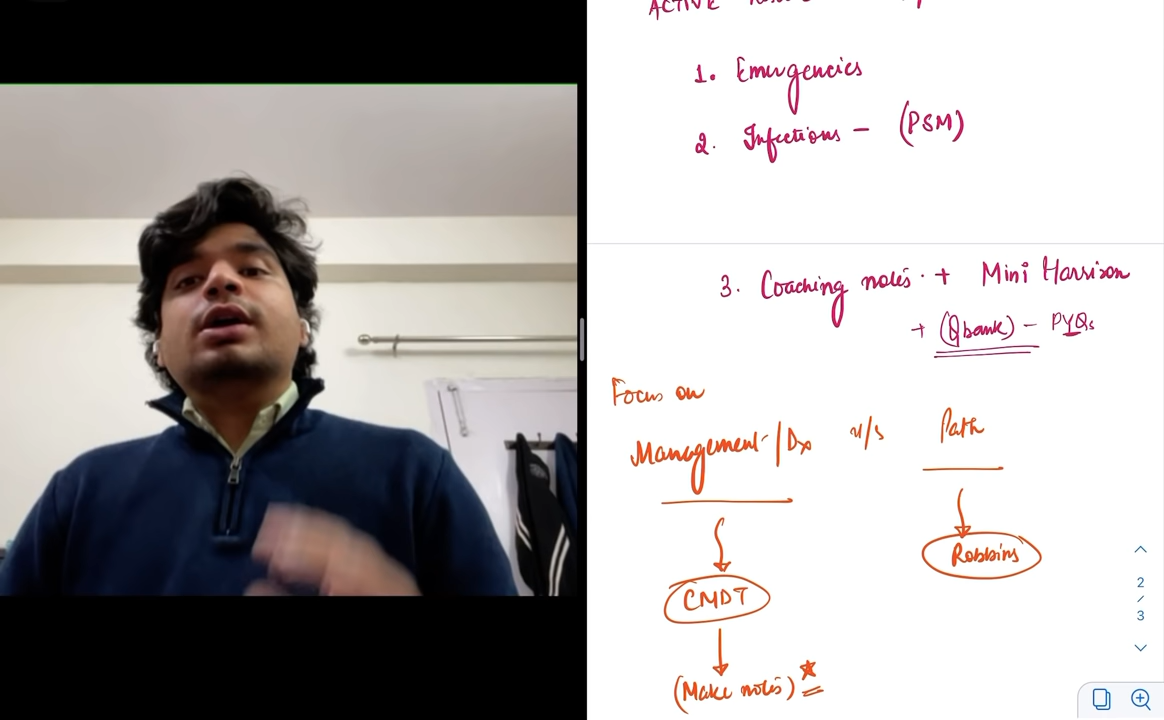 ACTIVE
1. Emergencies
2. Infections - (PSM)
3. Coaching notes. + Mini Harrison
+ (Qbank) - PYQs
Focus on
Management / Dx v/s Path
CMDT
Robbins
(Make notes)
2
/
3